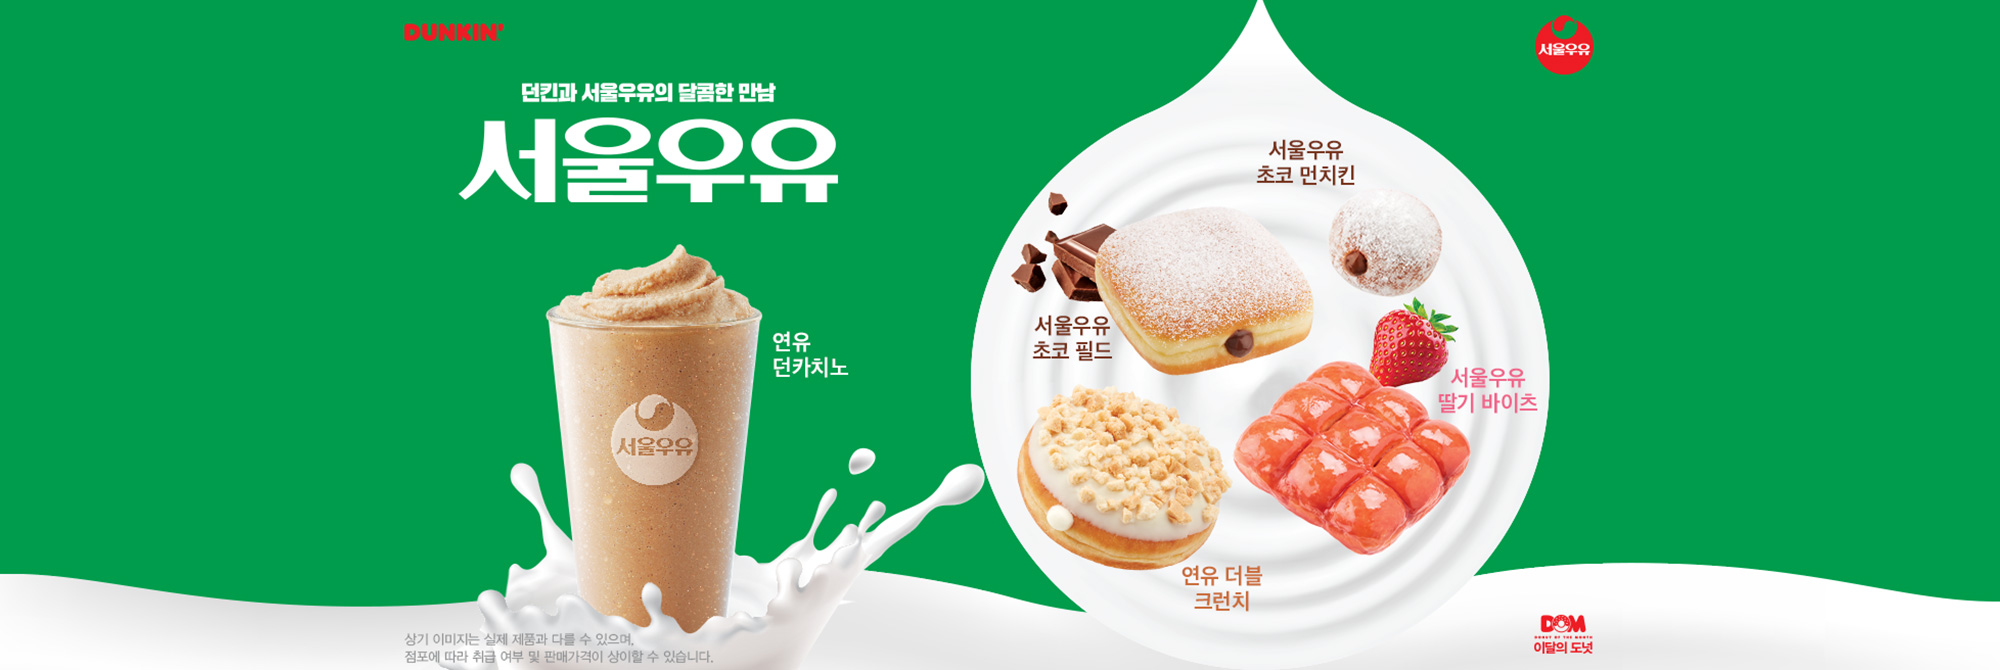 DUNKIN'
서울우유
던킨과 서울우유의 달콤한 만남
서울우유
연유
던카치노
서울우유
서울우유
초코 먼치킨
서울우유
초코 필드
서울우유
딸기 바이츠
연유 더블
크런치
상기 이미지는 실제 제품과 다를 수 있으며,
점포에 따라 취급 여부 및 판매가격이 상이할 수 있습니다.
DOM
DONUT OF THE MONTH
이달의 도넛